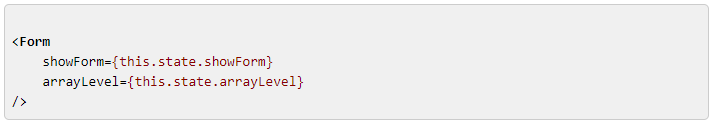 <Form
showForm={this.state.showForm}
arrayLevel={this.state.arrayLevel}
/>